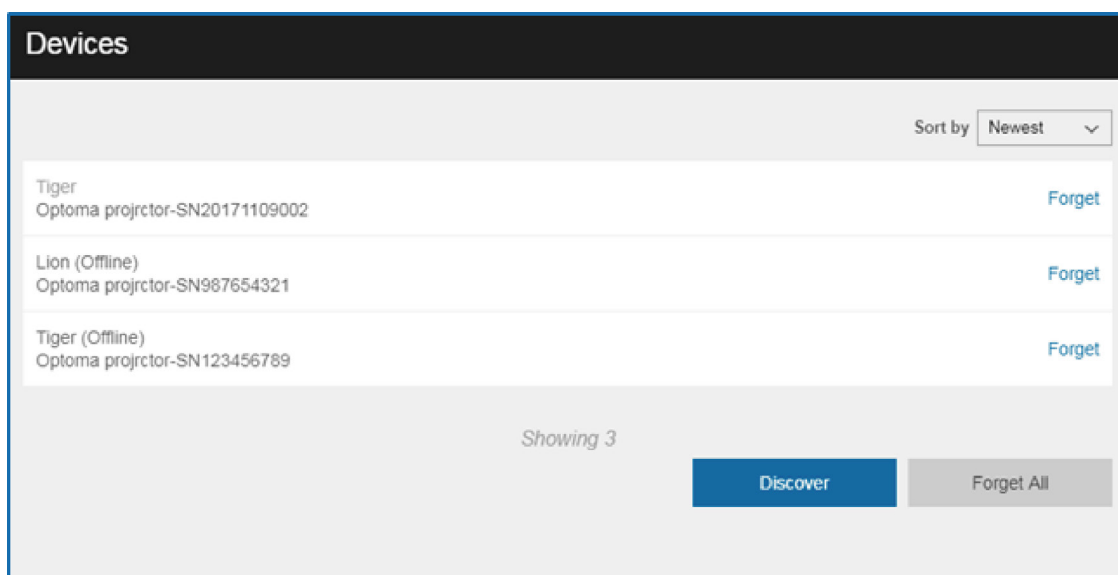 Devices
Sort by Newest
Tiger
Optoma projrctor-SN20171109002
Forget
Lion (Offline)
Optoma projrctor-SN987654321
Forget
Tiger (Offline)
Optoma projrctor-SN123456789
Forget
Showing 3
Discover
Forget All